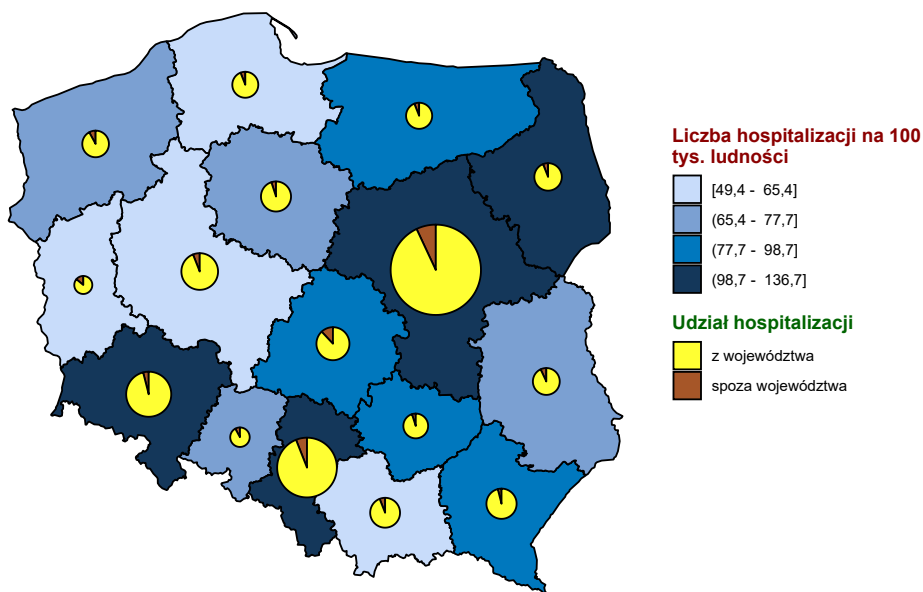 Liczba hospitalizacji na 100
tys. ludności
[49,4 - 65,4]
(65,4 - 77,7]
(77,7 - 98,7]
(98,7 - 136,7]
Udział hospitalizacji
z województwa
spoza województwa